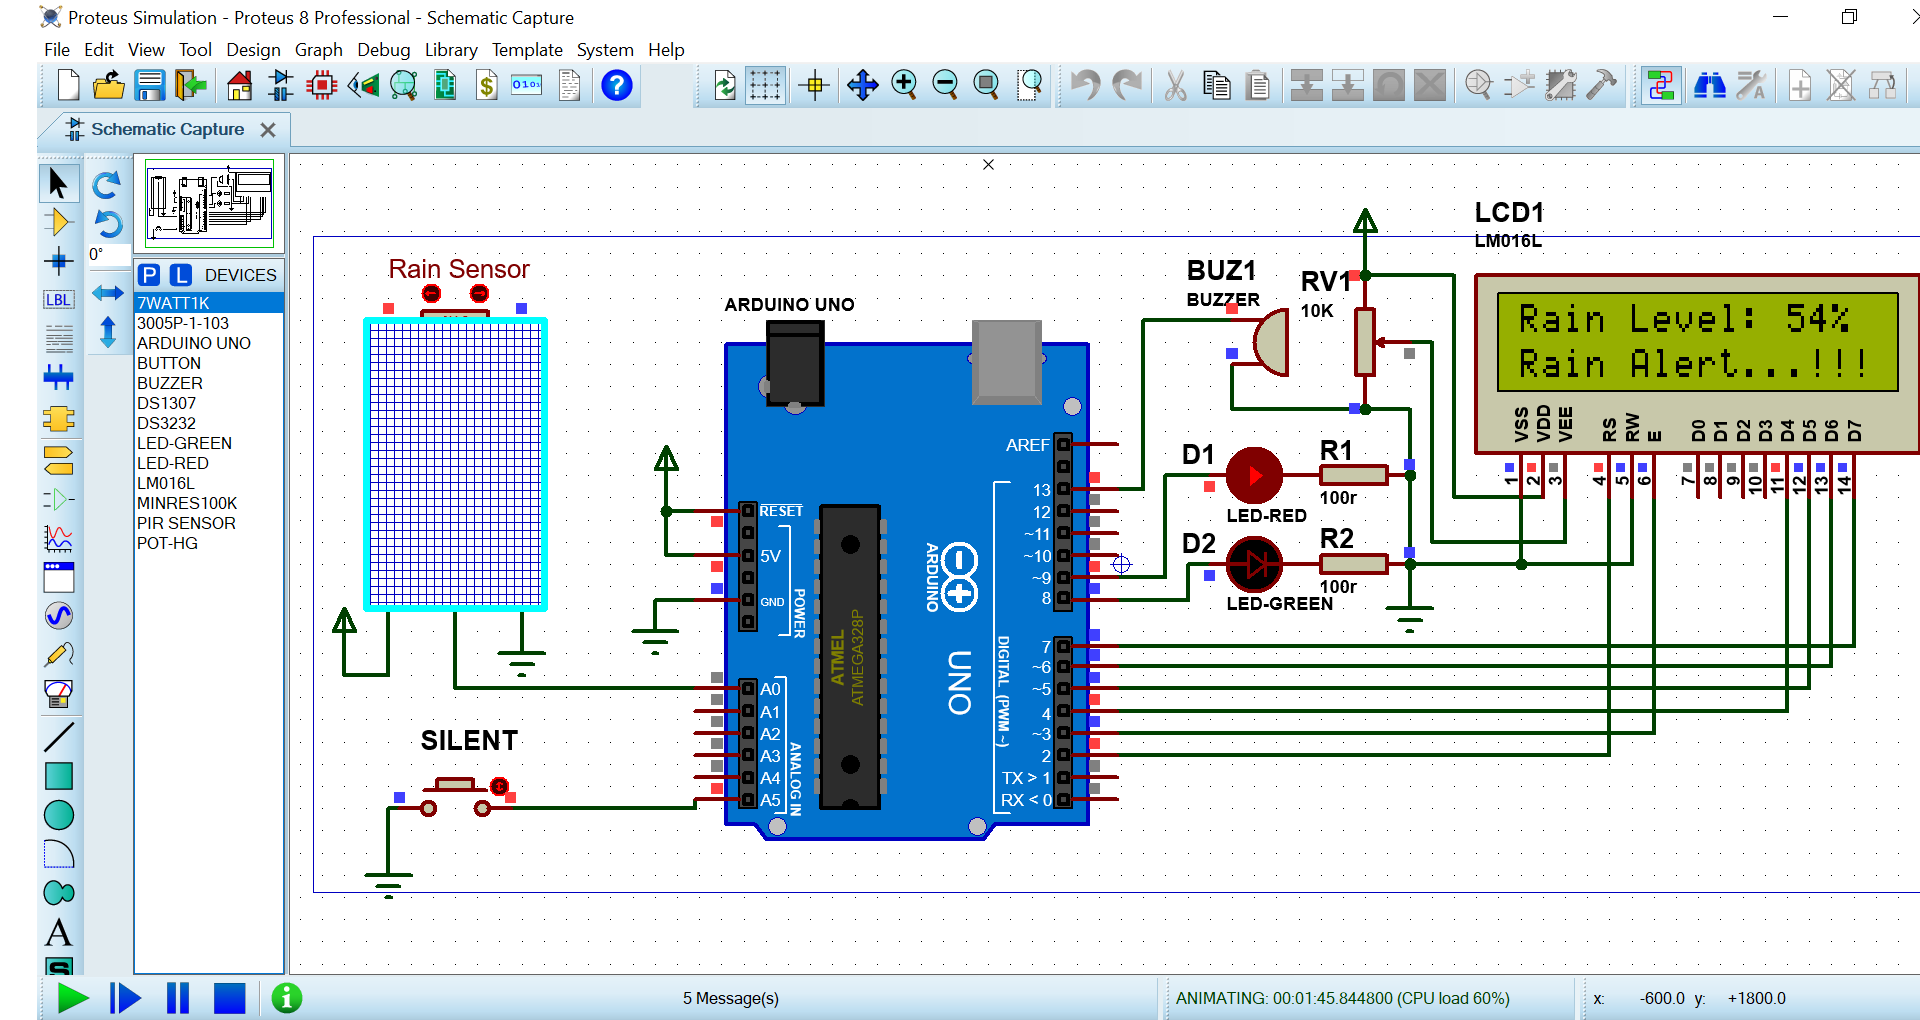 Proteus Simulation - Proteus 8 Professional - Schematic Capture
File Edit View Tool Design Graph Debug Library Template System Help
Schematic Capture
0°
LBL
P L DEVICES
7WATT1K
3005P-1-103
ARDUINO UNO
BUTTON
BUZZER
DS1307
DS3232
LED-GREEN
LED-RED
LM016L
MINRES100K
PIR SENSOR
POT-HG
A
S
Rain Sensor
SILENT
ARDUINO UNO
RESET
5V
GND
POWER
A0
A1
A2
A3
A4
A5
ANALOG IN
ATMEL
ATMEGA328P
ARDUINO
UNO
AREF
13
12
~11
~10
~9
8
7
~6
~5
4
~3
2
TX > 1
RX < 0
DIGITAL (PWM ~)
BUZ1
BUZZER
RV1
10K
D1
LED-RED
R1
100r
D2
LED-GREEN
R2
100r
LCD1
LM016L
Rain Level: 54%
Rain Alert...!!!
VSS VDD VEE RS RW E D0 D1 D2 D3 D4 D5 D6 D7
1 2 3 4 5 6 7 8 9 10 11 12 13 14
5 Message(s)
ANIMATING: 00:01:45.844800 (CPU load 60%)
x: -600.0 y: +1800.0